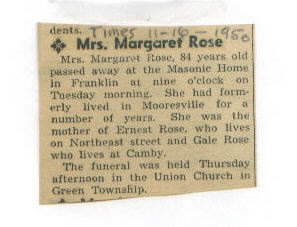 dents. Times 11-16-1950
Mrs. Margaret Rose
Mrs. Margaret Rose, 84 years old
passed away at the Masonic Home
in Franklin at nine o'clock on
Tuesday morning. She had form-
erly lived in Mooresville for a
number of years. She was the
mother of Ernest Rose, who lives
on Northeast street and Gale Rose
who lives at Camby.
The funeral was held Thursday
afternoon in the Union Church in
Green Township.